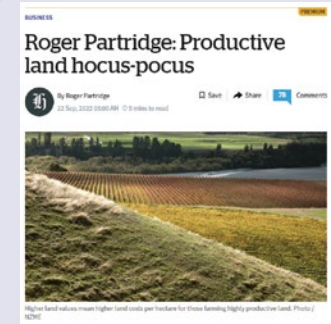 PREMIUM
BUSINESS
Roger Partridge: Productive
land hocus-pocus
By Roger Partridge
Save
Share
Comments
22 Sep, 2022 05:00 AM
5 mins to read
Higher land values mean higher land costs per hectare for those farming highly productive land. Photo /
NZME